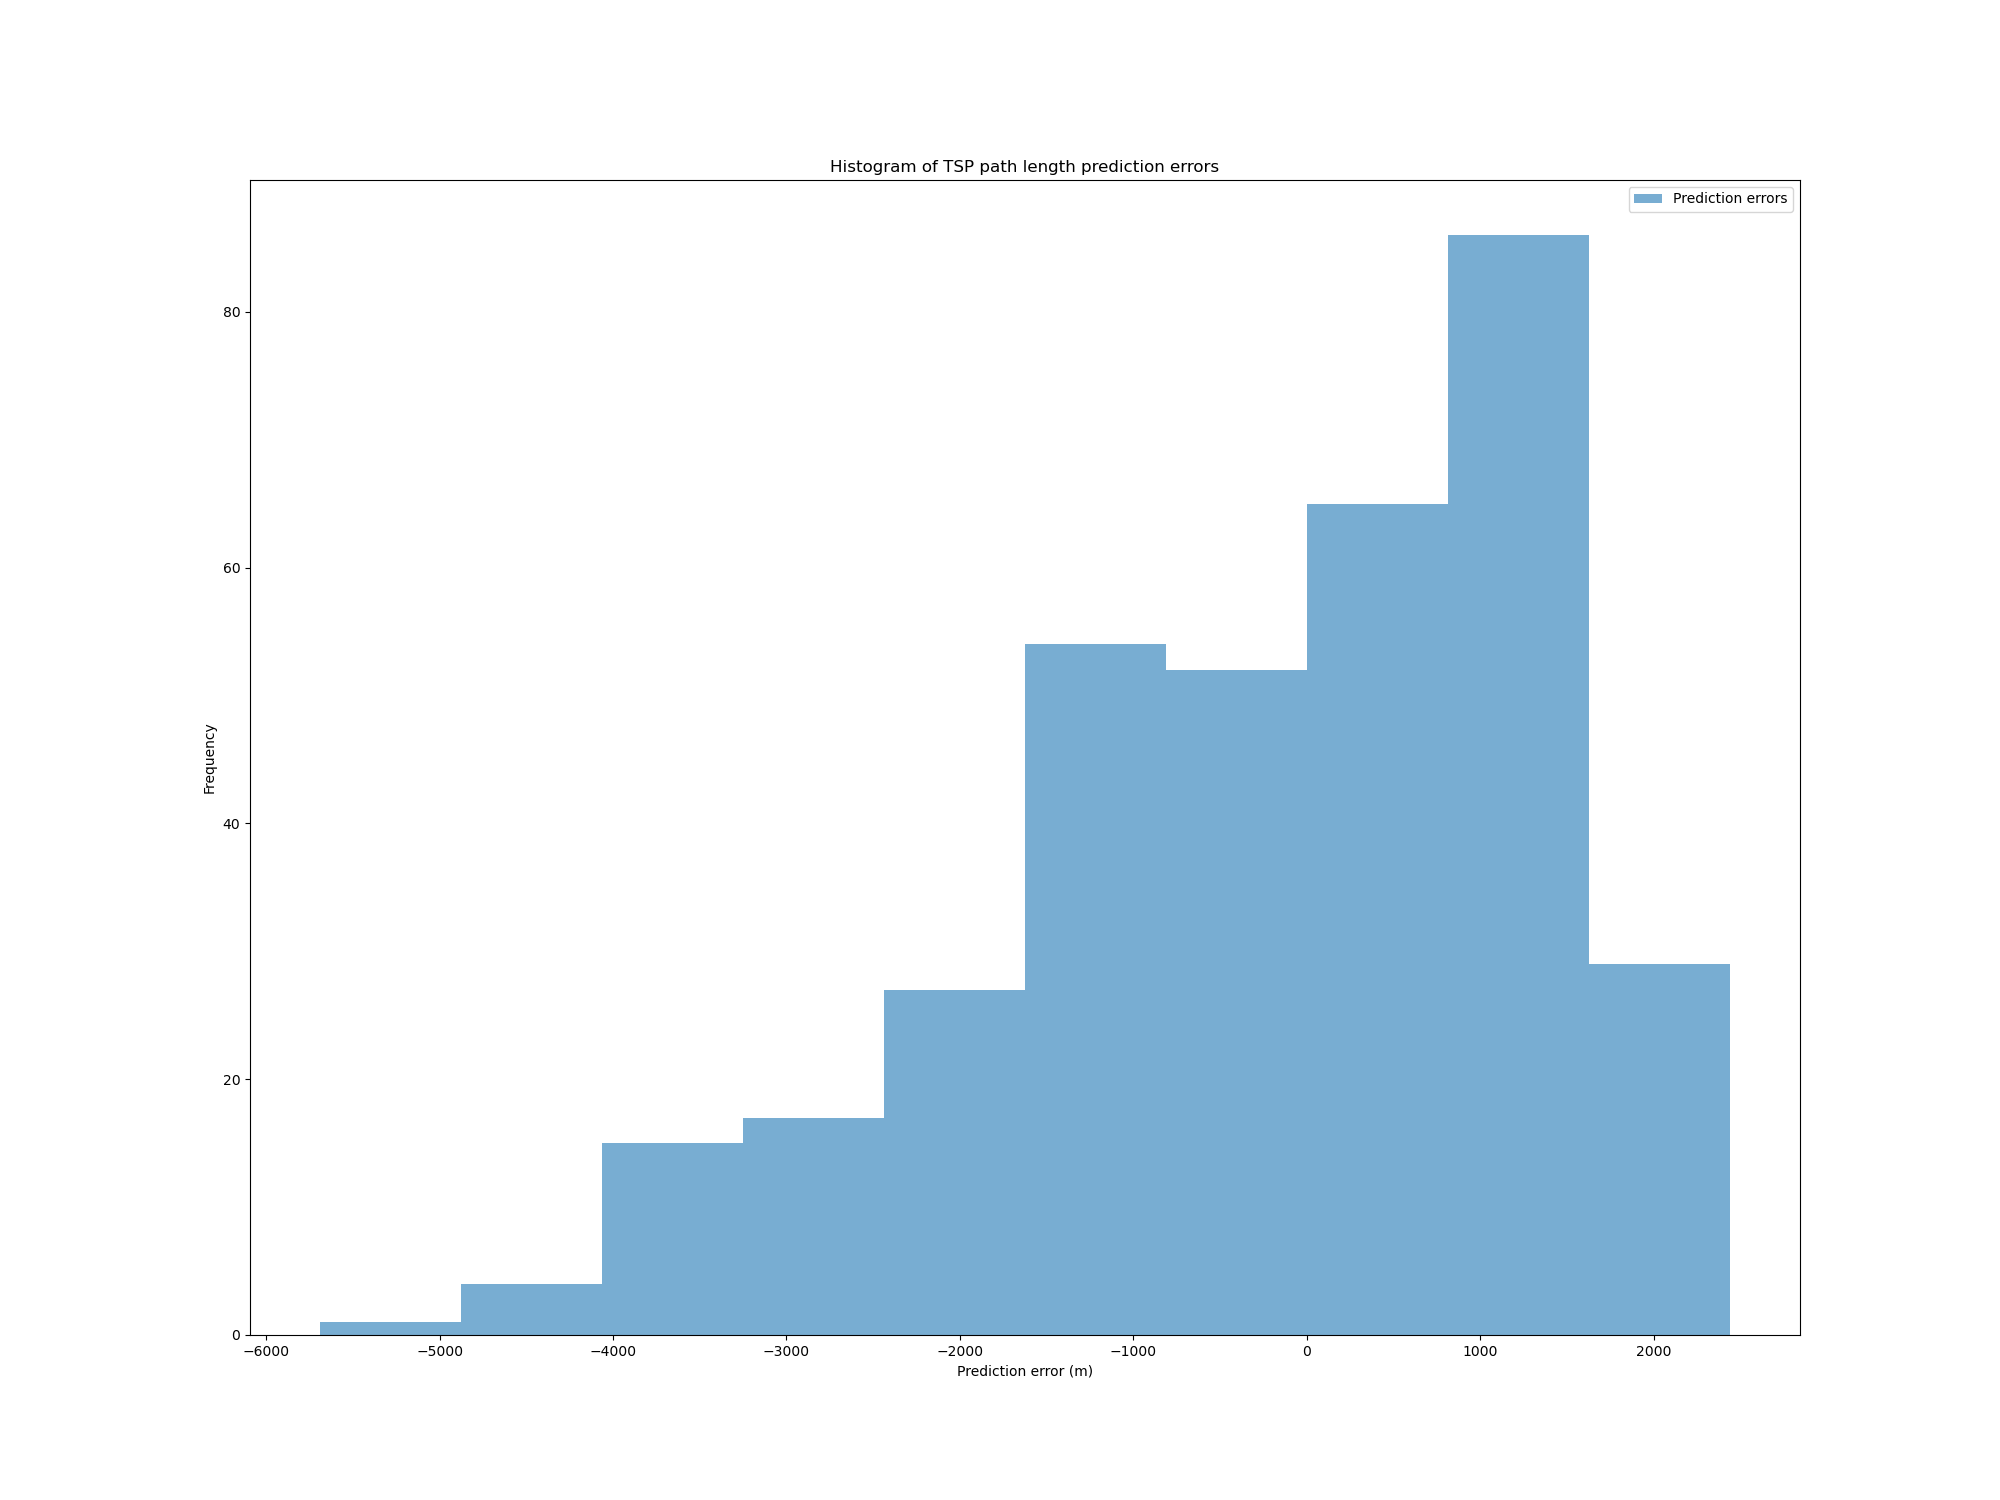 Histogram of TSP path length prediction errors
Prediction errors
80
60
40
20
0
Frequency
−6000 −5000 −4000 −3000 −2000 −1000 0 1000 2000
Prediction error (m)